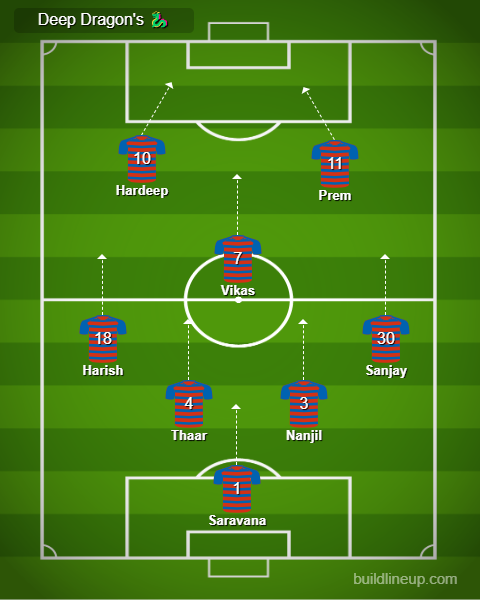 Deep Dragon's 🐉
10
Hardeep
11
Prem
7
Vikas
18
Harish
30
Sanjay
4
Thaar
3
Nanjil
1
Saravana
buildlineup.com